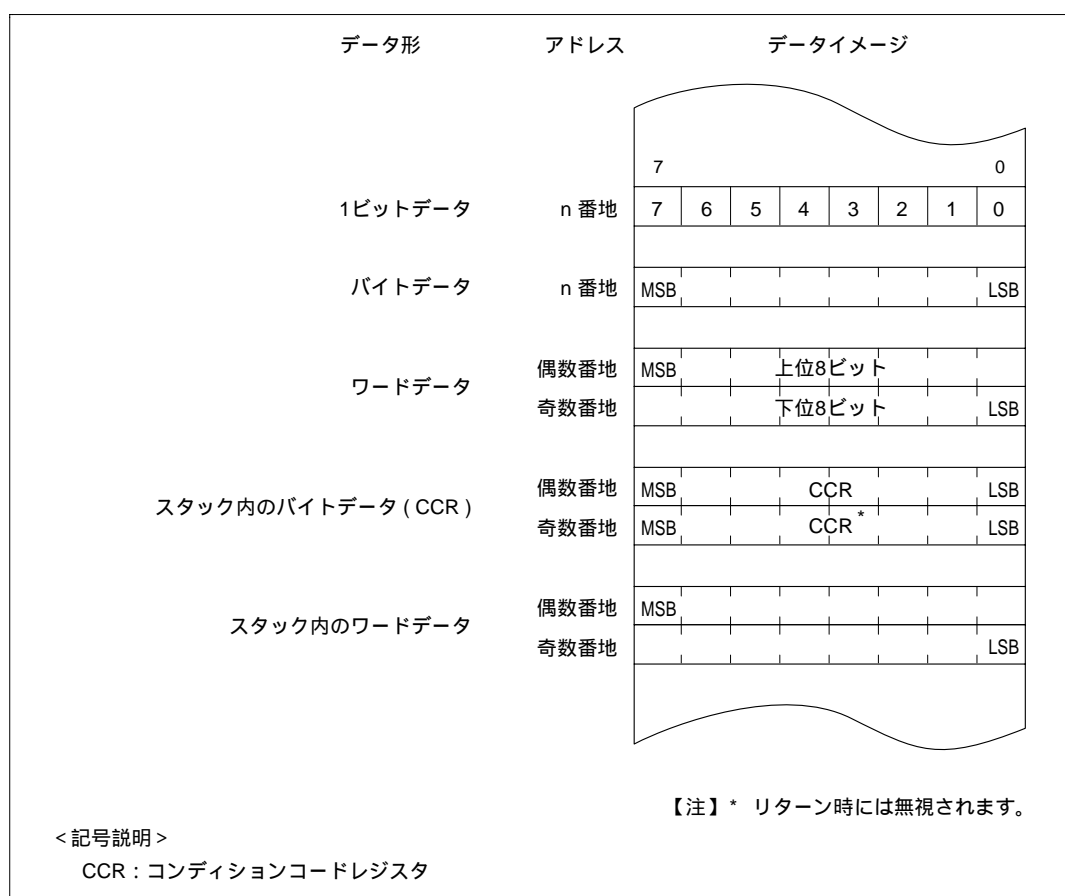 データ形 アドレス データイメージ
7 0
1ビットデータ n 番地 7 6 5 4 3 2 1 0
バイトデータ n 番地 MSB LSB
ワードデータ
偶数番地 MSB 上位8ビット
奇数番地 下位8ビット LSB
スタック内のバイトデータ ( CCR )
偶数番地 MSB CCR LSB
奇数番地 MSB CCR* LSB
スタック内のワードデータ
偶数番地 MSB
奇数番地 LSB
【注】* リターン時には無視されます。
<記号説明>
CCR:コンディションコードレジスタ